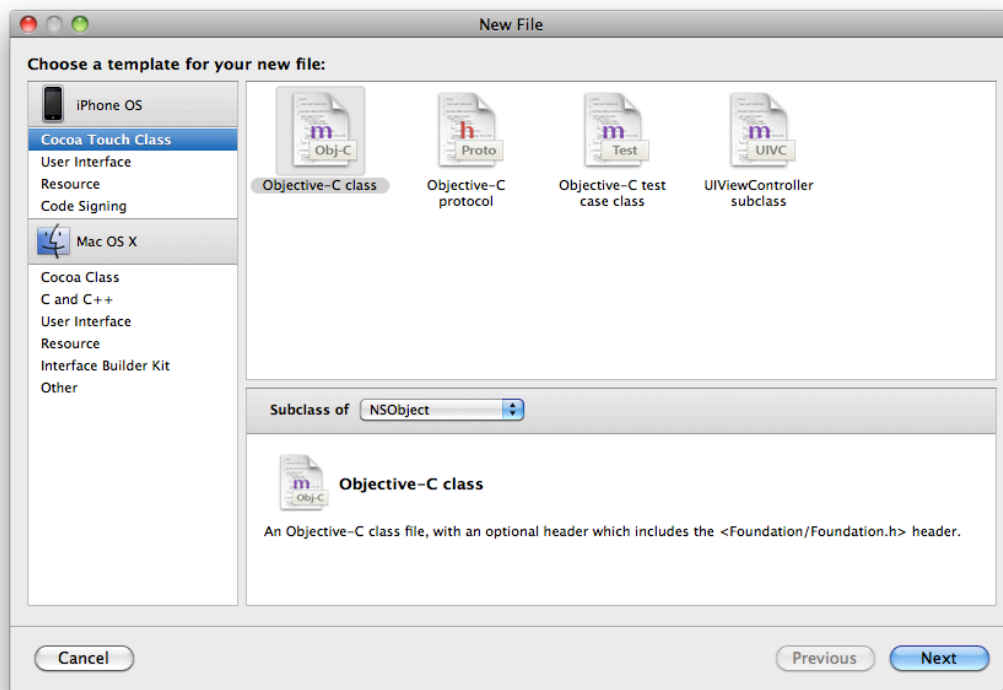 New File
Choose a template for your new file:
iPhone OS
Cocoa Touch Class
User Interface
Resource
Code Signing
Mac OS X
Cocoa Class
C and C++
User Interface
Resource
Interface Builder Kit
Other
m
Obj-C
Objective-C class
h
Proto
Objective-C
protocol
m
Test
Objective-C test
case class
m
UIVC
UIViewController
subclass
Subclass of NSObject
m
Obj-C
Objective-C class
An Objective-C class file, with an optional header which includes the <Foundation/Foundation.h> header.
Cancel
Previous
Next